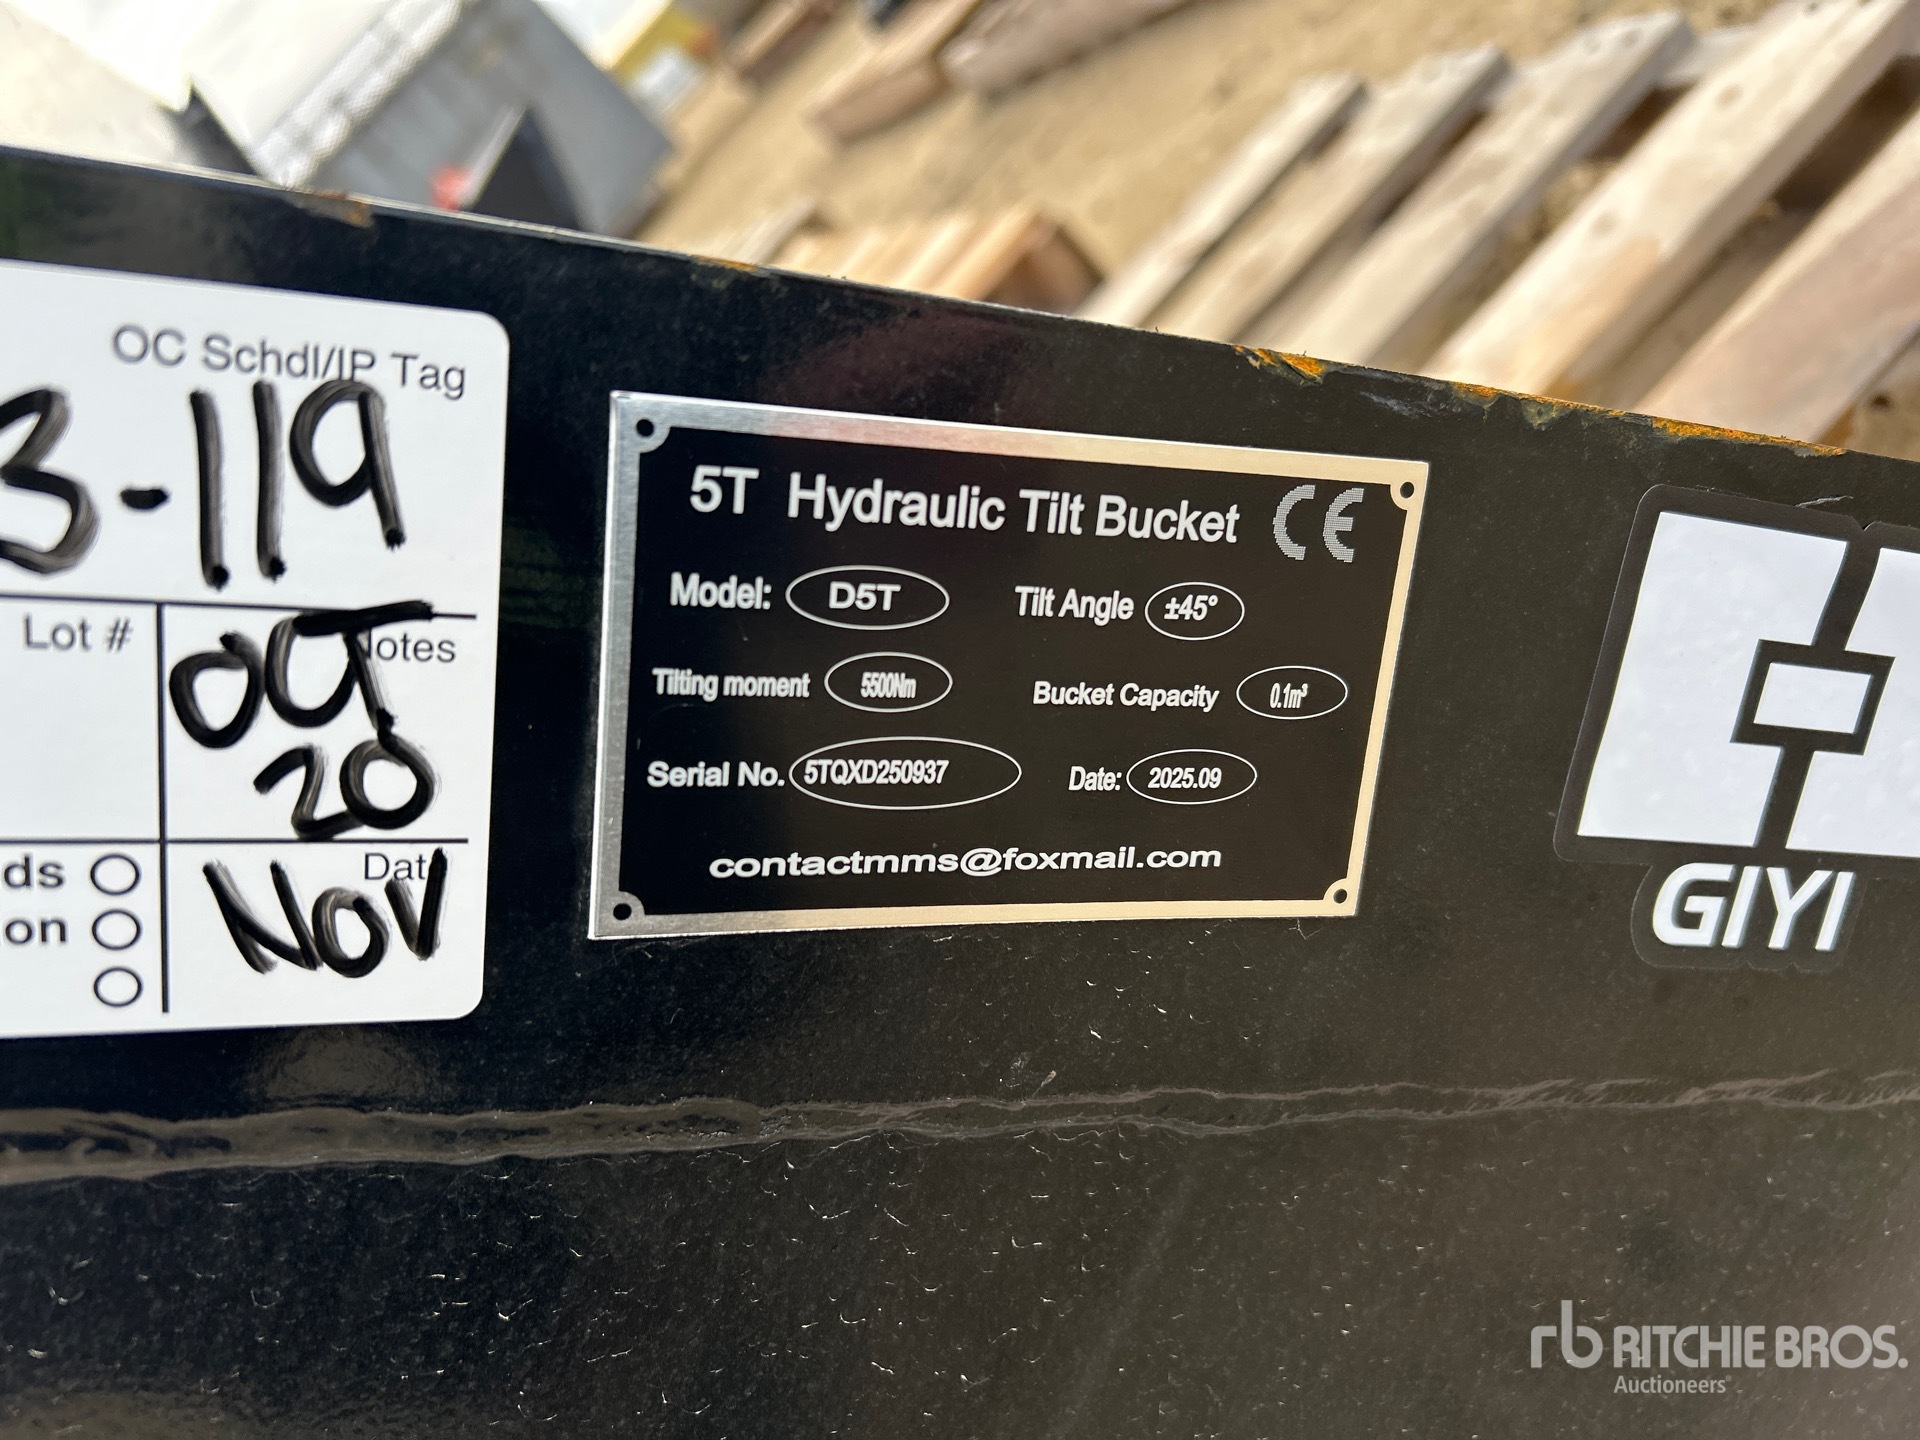 OC Schdl/IP Tag
3-119
Lot #
Notes
20
Date
Nov
ds
on
5T Hydraulic Tilt Bucket CE
Model: D5T Tilt Angle ±45°
Tilting moment 5500Nm Bucket Capacity 0.1m³
Serial No. 5TQXD250937 Date: 2025.09
contactmms@foxmail.com
GIYI
rb RITCHIE BROS.
Auctioneers